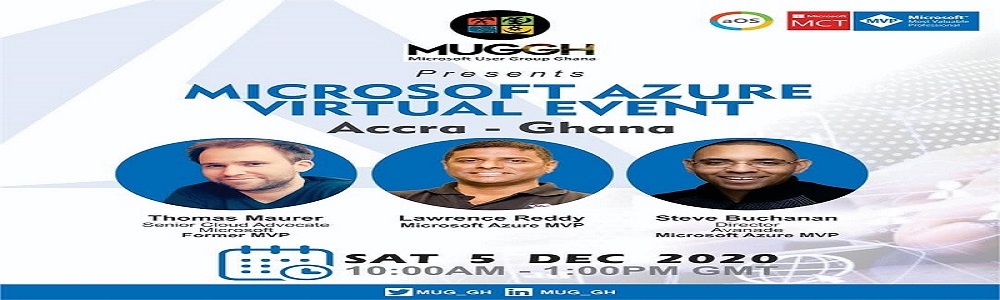 aOS
Microsoft
MCT
MVP
Microsoft
Most Valuable
Professional
MUGGH
Microsoft User Group Ghana
Presents
MICROSOFT AZURE
VIRTUAL EVENT
Accra - Ghana
Thomas Maurer
Senior Cloud Advocate
Microsoft
Former MVP
Lawrence Reddy
Microsoft Azure MVP
Steve Buchanan
Director
Avanade
Microsoft Azure MVP
SAT 5 DEC 2020
10:00AM - 1:00PM GMT
MUG_GH
MUG_GH